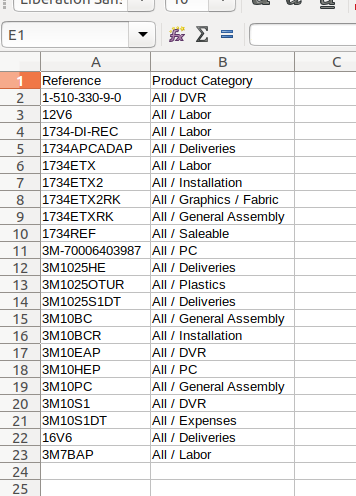 E1
A B C
1 Reference Product Category
2 1-510-330-9-0 All / DVR
3 12V6 All / Labor
4 1734-DI-REC All / Labor
5 1734APCADAP All / Deliveries
6 1734ETX All / Labor
7 1734ETX2 All / Installation
8 1734ETX2RK All / Graphics / Fabric
9 1734ETXRK All / General Assembly
10 1734REF All / Saleable
11 3M-70006403987 All / PC
12 3M1025HE All / Deliveries
13 3M1025OTUR All / Plastics
14 3M1025S1DT All / Deliveries
15 3M10BC All / General Assembly
16 3M10BCR All / Installation
17 3M10EAP All / DVR
18 3M10HEP All / PC
19 3M10PC All / General Assembly
20 3M10S1 All / DVR
21 3M10S1DT All / Expenses
22 16V6 All / Deliveries
23 3M7BAP All / Labor
24
25